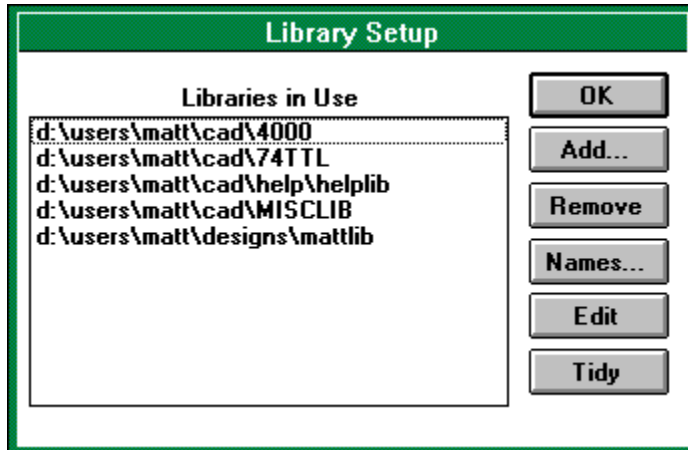 Library Setup
Libraries in Use
d:\users\matt\cad\4000
d:\users\matt\cad\74TTL
d:\users\matt\cad\help\helplib
d:\users\matt\cad\MISCLIB
d:\users\matt\designs\mattlib
OK
Add...
Remove
Names...
Edit
Tidy